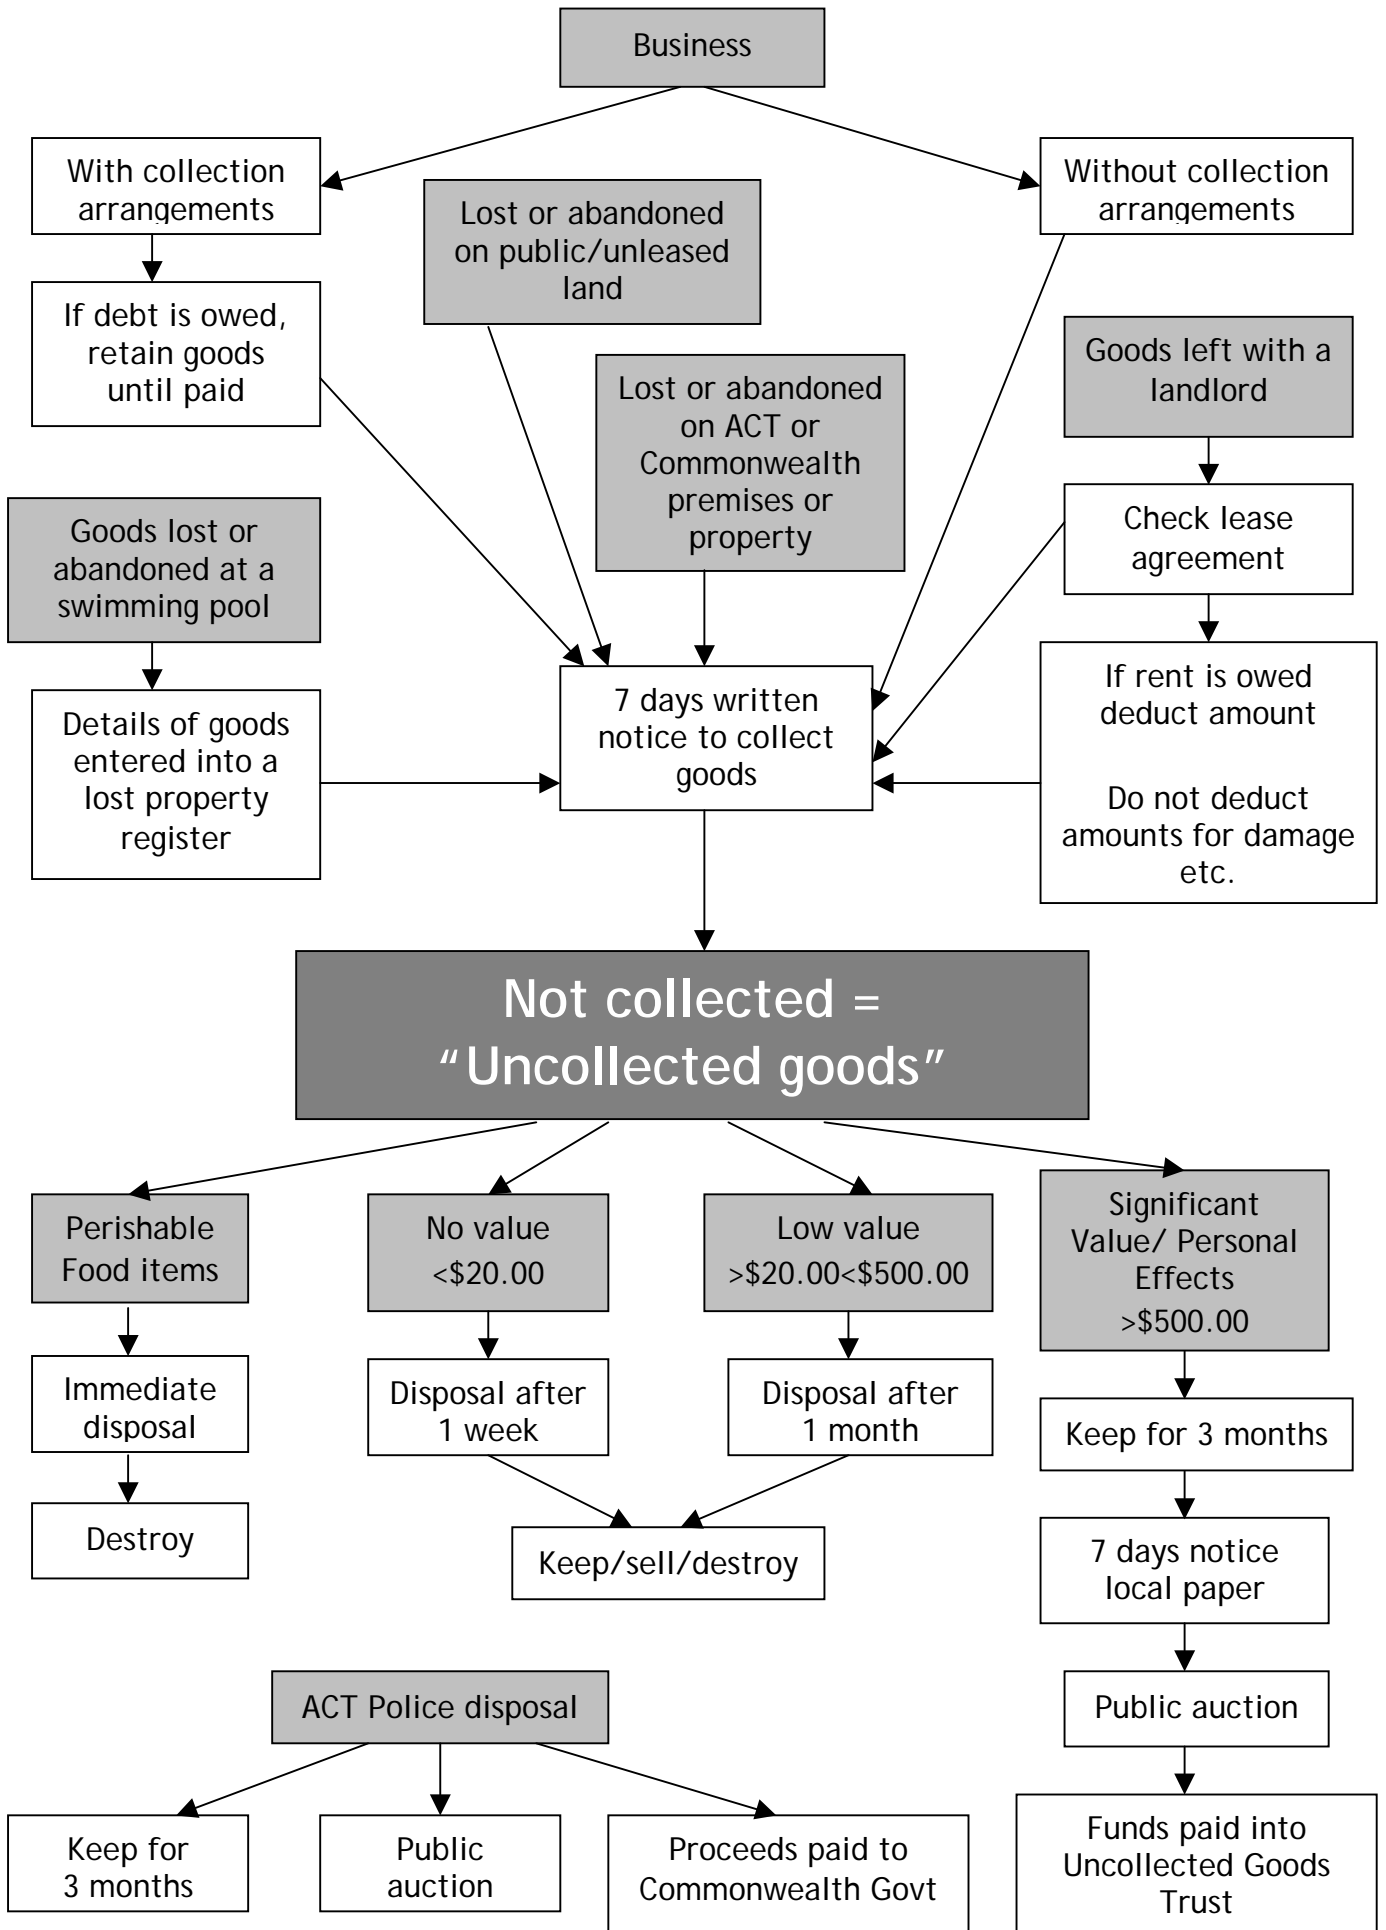 Business
With collection
arrangements
Without collection
arrangements
Lost or abandoned
on public/unleased
land
If debt is owed,
retain goods
until paid
Goods left with a
landlord
Lost or abandoned
on ACT or
Commonwealth
premises or
property
Goods lost or
abandoned at a
swimming pool
Check lease
agreement
Details of goods
entered into a
lost property
register
7 days written
notice to collect
goods
If rent is owed
deduct amount
Do not deduct
amounts for damage
etc.
Not collected =
“Uncollected goods”
Perishable
Food items
No value
<$20.00
Low value
>$20.00<$500.00
Significant
Value/ Personal
Effects
>$500.00
Immediate
disposal
Disposal after
1 week
Disposal after
1 month
Keep for 3 months
Destroy
Keep/sell/destroy
7 days notice
local paper
ACT Police disposal
Public auction
Keep for
3 months
Public
auction
Proceeds paid to
Commonwealth Govt
Funds paid into
Uncollected Goods
Trust